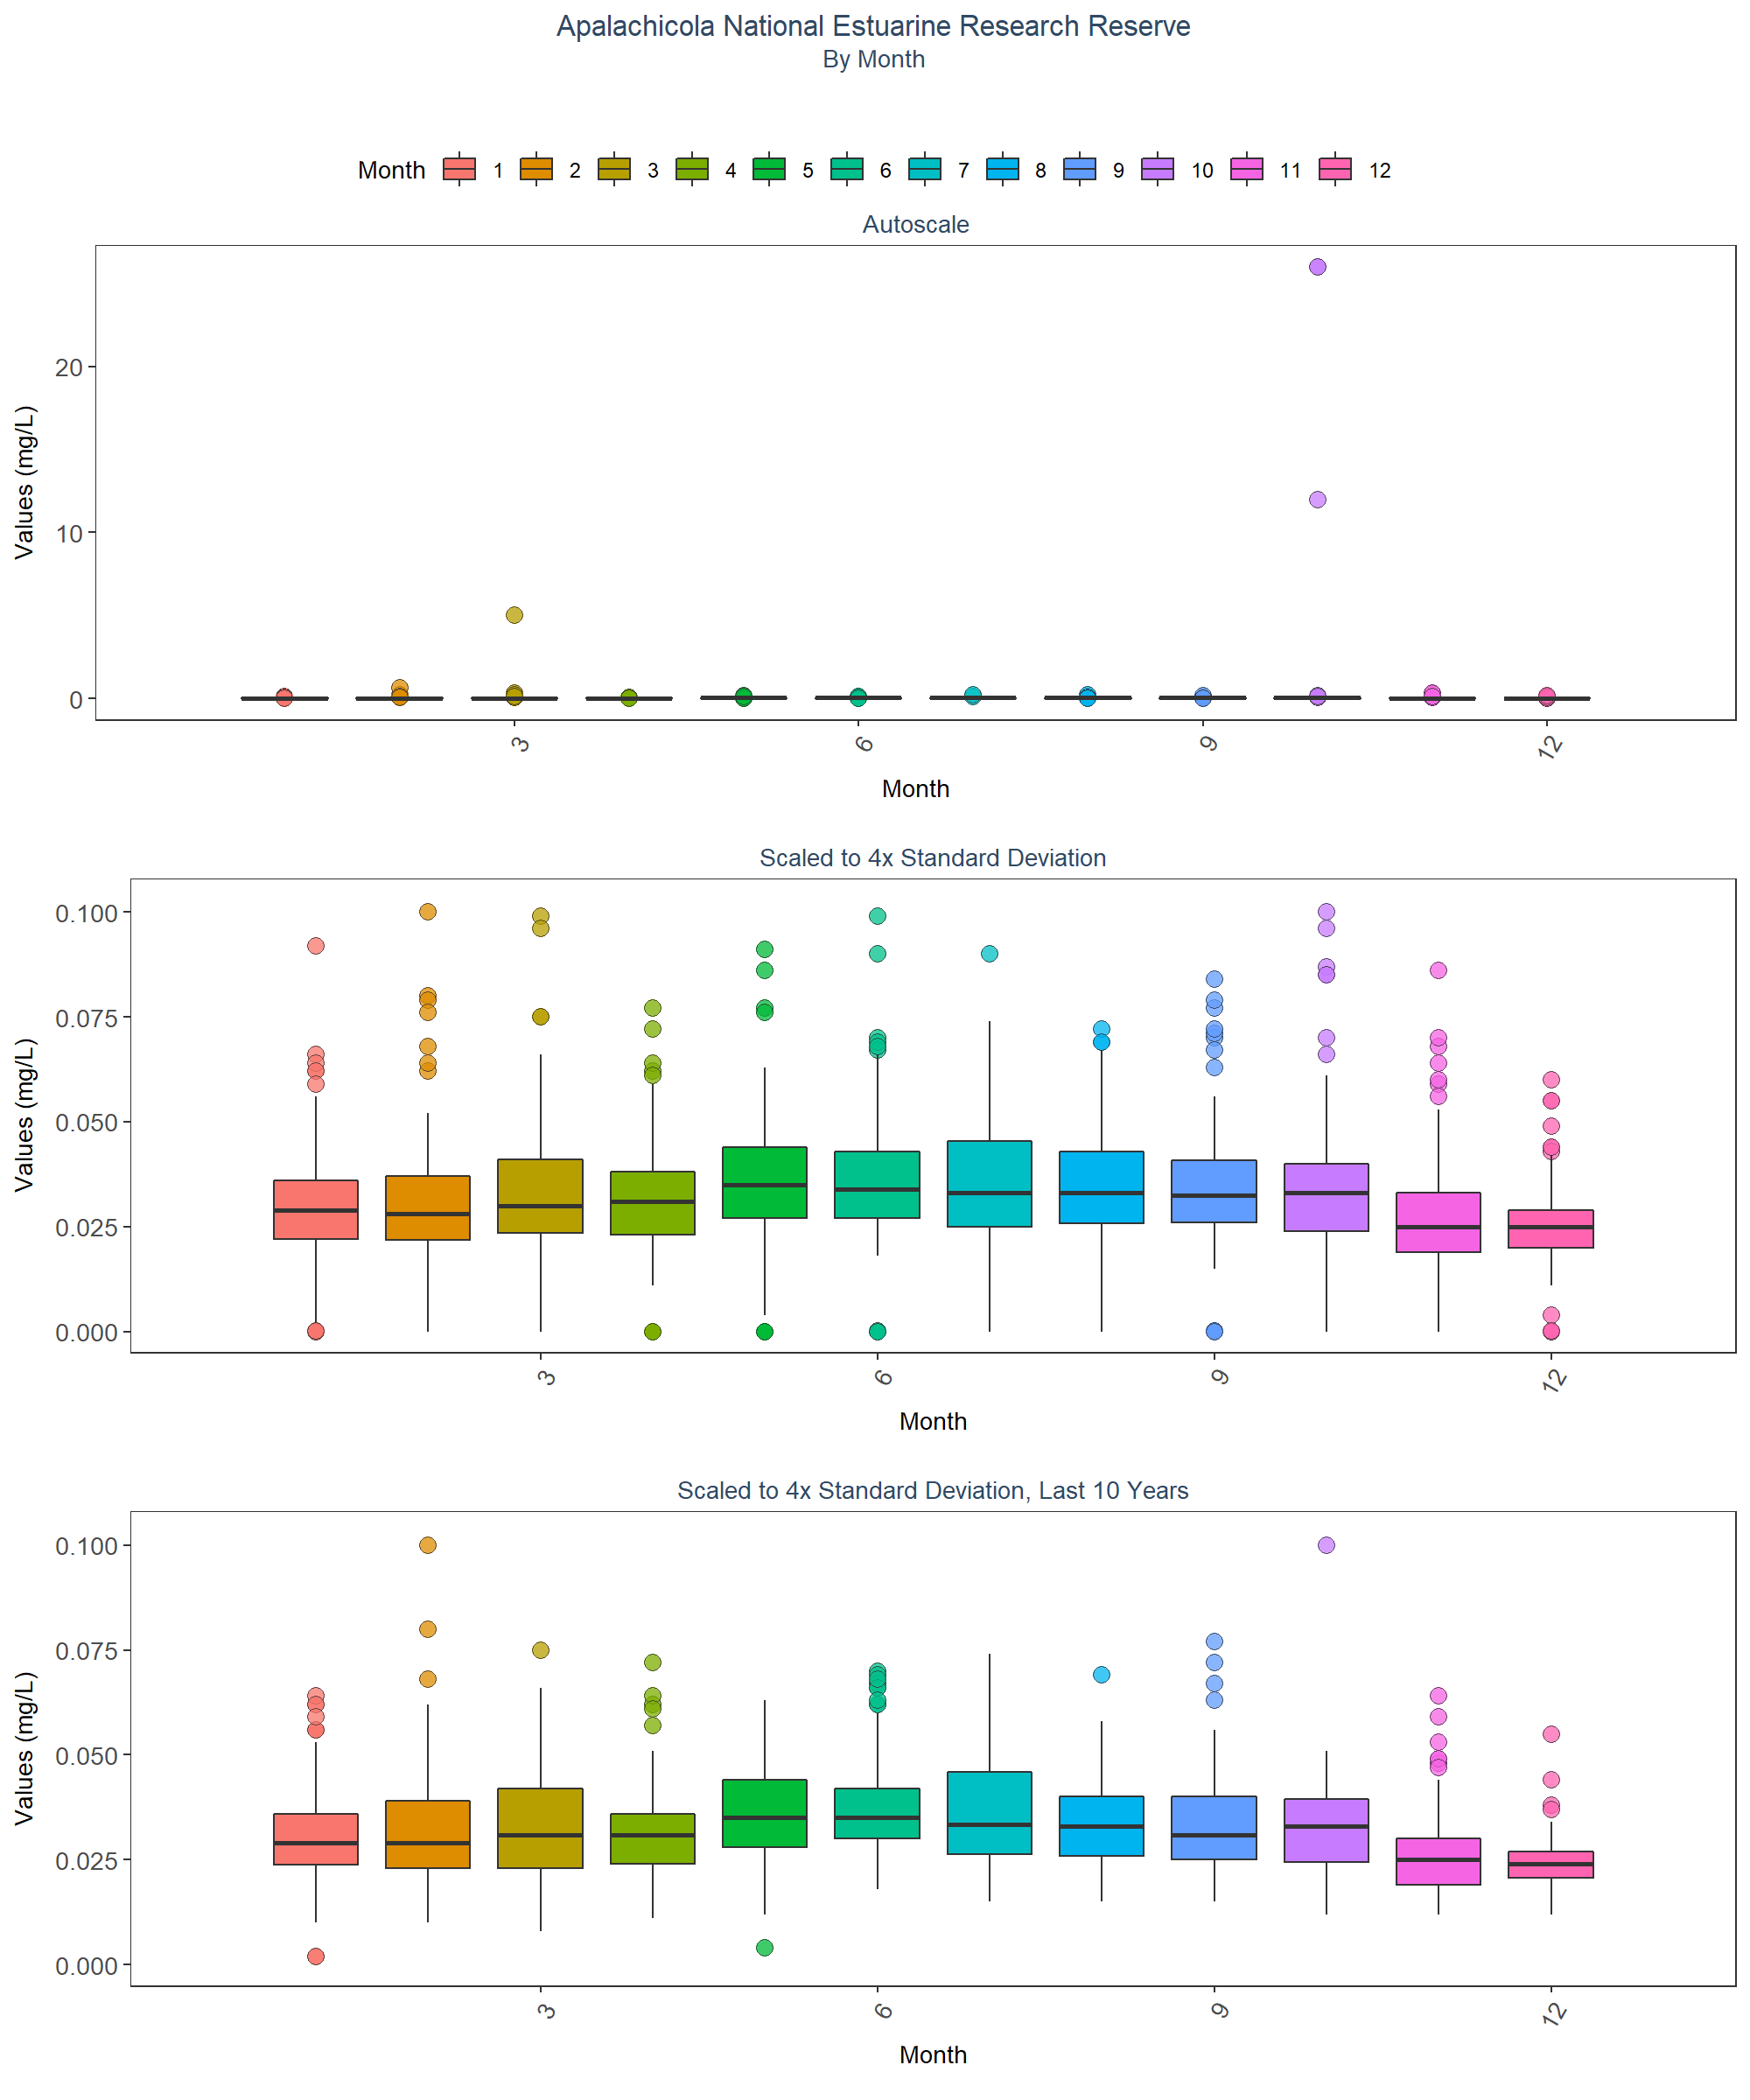 Apalachicola National Estuarine Research Reserve
By Month
Month 1 2 3 4 5 6 7 8 9 10 11 12
Autoscale
Values (mg/L)
20
10
0
3 6 9 12
Month
Scaled to 4x Standard Deviation
Values (mg/L)
0.100
0.075
0.050
0.025
0.000
3 6 9 12
Month
Scaled to 4x Standard Deviation, Last 10 Years
Values (mg/L)
0.100
0.075
0.050
0.025
0.000
3 6 9 12
Month